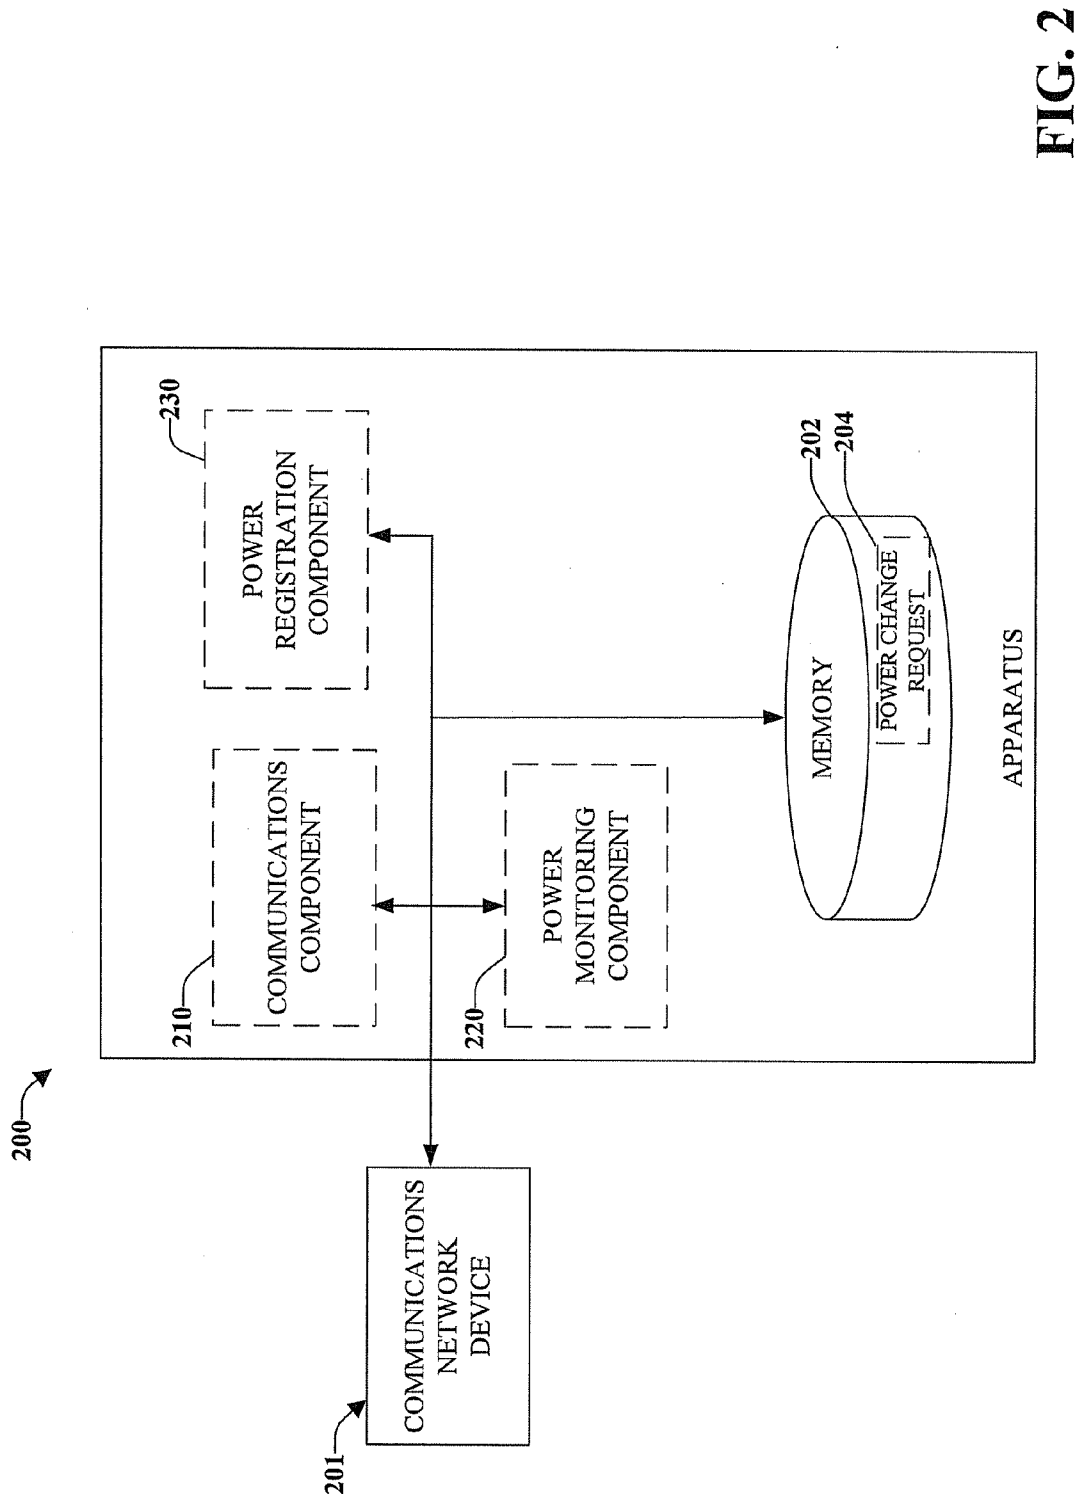 200
201
COMMUNICATIONS
NETWORK
DEVICE
210
COMMUNICATIONS
COMPONENT
230
POWER
REGISTRATION
COMPONENT
220
POWER
MONITORING
COMPONENT
202
204
MEMORY
POWER CHANGE
REQUEST
APPARATUS
FIG. 2